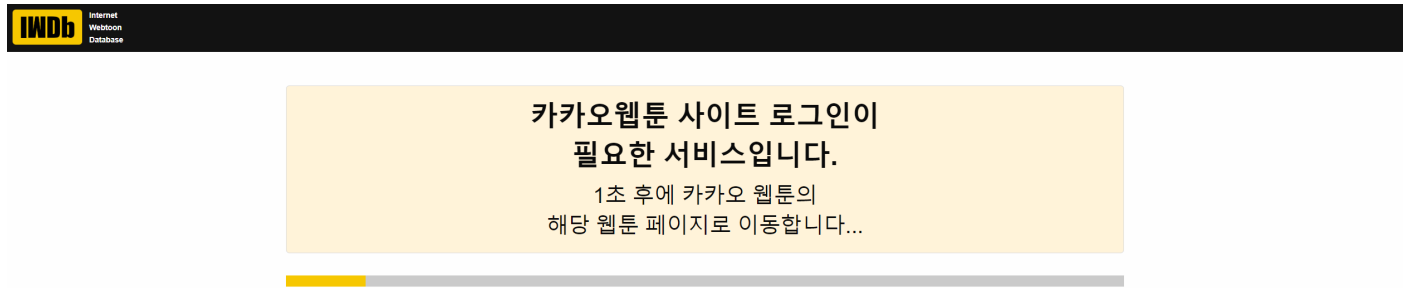 IWDb
Internet
Webtoon
Database
카카오웹툰 사이트 로그인이
필요한 서비스입니다.
1초 후에 카카오 웹툰의
해당 웹툰 페이지로 이동합니다...